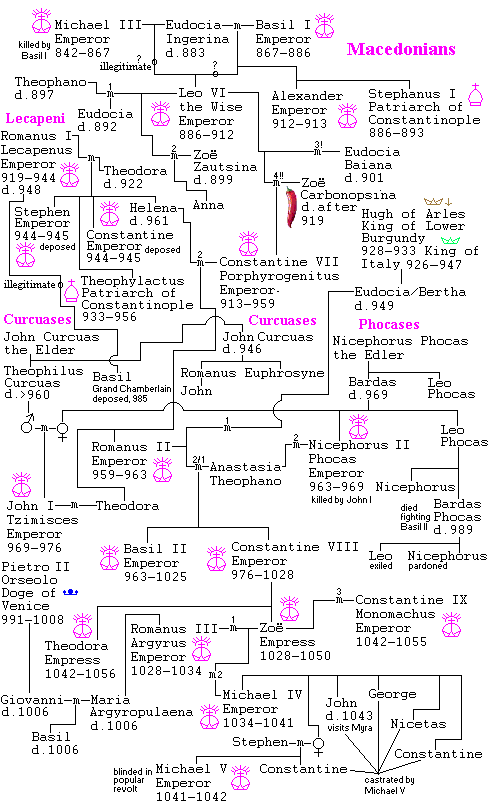 Michael III
Emperor
842–867
killed by
Basil I
Eudocia
Ingerina
d.883
m
Basil I
Emperor
867–886
Macedonians
illegitimate
?
?
Theophano
d.897
1
m
Leo VI
the Wise
Emperor
886–912
Alexander
Emperor
912–913
Stephanus I
Patriarch of
Constantinople
886–893
Eudocia
d.892
Lecapeni
Romanus I
Lecapenus
Emperor
919–944
d.948
m
Theodora
d.922
2
m
Zoë
Zautsina
d.899
Anna
3!
m
Eudocia
Baiana
d.901
4!!
m
Zoë
Carbonopsina
d.after
919
Hugh of Arles
King of Lower
Burgundy
928–933 King of
Italy 926–947
Stephen
Emperor
944–945
deposed
Constantine
Emperor
944–945
deposed
Helena
d.961
2
m
Constantine VII
Porphyrogenitus
Emperor-
913–959
Eudocia/Bertha
d.949
illegitimate
Theophylactus
Patriarch of
Constantinople
933–956
Curcuases
Curcuases
Phocases
John Curcuas
the Elder
John Curcuas
d.946
Nicephorus Phocas
the Edler
Theophilus
Curcuas
d.>960
Basil
Grand Chamberlain
deposed, 985
Romanus
Euphrosyne
John
Bardas
d.969
Leo
Phocas
♂
m
♀
1
m
Romanus II
Emperor
959–963
2/1
m
Anastasia
Theophano
2
m
Nicephorus II
Phocas
Emperor
963–969
killed by John I
Leo
Phocas
Nicephorus
Bardas
Phocas
d.989
died
fighting
Basil II
John I
Tzimisces
Emperor
969–976
m
Theodora
Leo
exiled
Nicephorus
pardoned
Basil II
Emperor
963–1025
Constantine VIII
Emperor
976–1028
Pietro II
Orseolo
Doge of
Venice
991–1008
Theodora
Empress
1042–1056
Romanus III
Argyrus
Emperor
1028–1034
1
m
Zoë
Empress
1028–1050
3
m
Constantine IX
Monomachus
Emperor
1042–1055
m2
Giovanni
d.1006
m
Maria
Argyropulaena
d.1006
Basil
d.1006
Michael IV
Emperor
1034–1041
John
d.1043
visits Myra
George
Nicetas
Constantine
Stephen
m
♀
blinded in
popular
revolt
Michael V
Emperor
1041–1042
Constantine
castrated by
Michael V